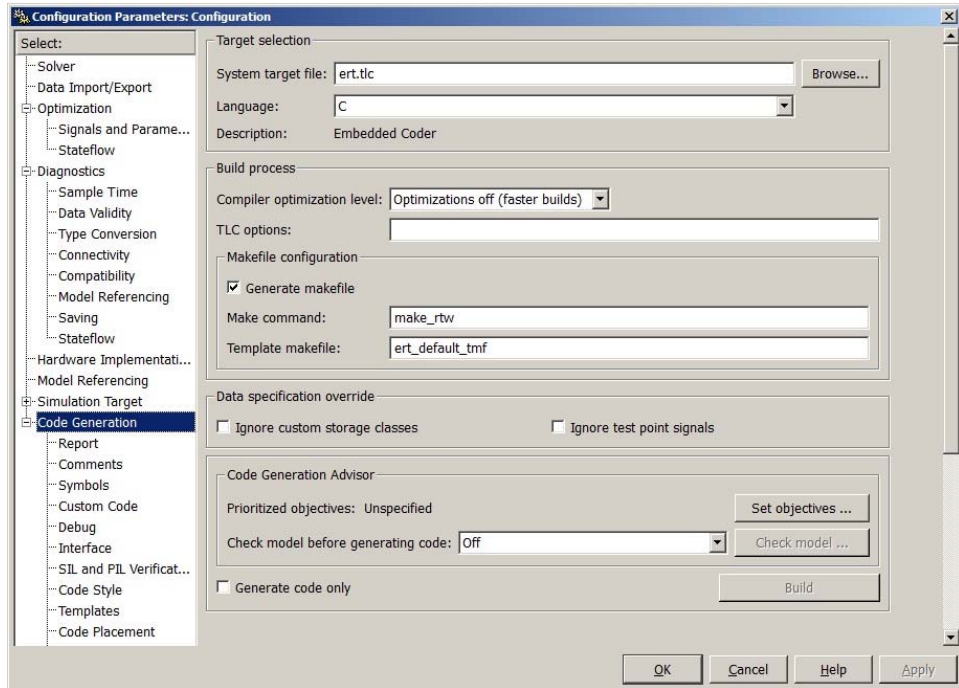 Configuration Parameters: Configuration
Select:
Solver
Data Import/Export
Optimization
Signals and Parame...
Stateflow
Diagnostics
Sample Time
Data Validity
Type Conversion
Connectivity
Compatibility
Model Referencing
Saving
Stateflow
Hardware Implementati...
Model Referencing
Simulation Target
Code Generation
Report
Comments
Symbols
Custom Code
Debug
Interface
SIL and PIL Verificat...
Code Style
Templates
Code Placement
Target selection
System target file: ert.tlc Browse...
Language: C
Description: Embedded Coder
Build process
Compiler optimization level: Optimizations off (faster builds)
TLC options:
Makefile configuration
Generate makefile
Make command: make_rtw
Template makefile: ert_default_tmf
Data specification override
Ignore custom storage classes Ignore test point signals
Code Generation Advisor
Prioritized objectives: Unspecified Set objectives ...
Check model before generating code: Off Check model ...
Generate code only Build
OK Cancel Help Apply